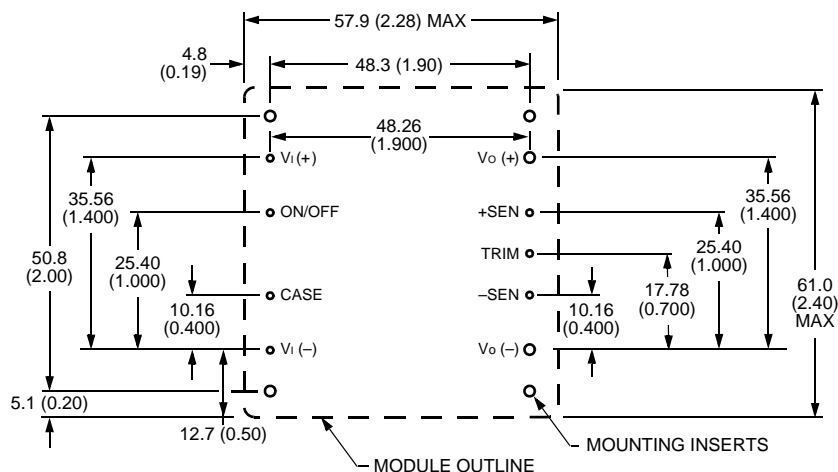 57.9 (2.28) MAX
4.8
(0.19)
48.3 (1.90)
48.26
(1.900)
VI (+)
VO (+)
35.56
(1.400)
35.56
(1.400)
ON/OFF
+SEN
50.8
(2.00)
25.40
(1.000)
TRIM
25.40
(1.000)
17.78
(0.700)
61.0
(2.40)
MAX
10.16
(0.400)
CASE
–SEN
10.16
(0.400)
VI (–)
VO (–)
5.1 (0.20)
12.7 (0.50)
MOUNTING INSERTS
MODULE OUTLINE